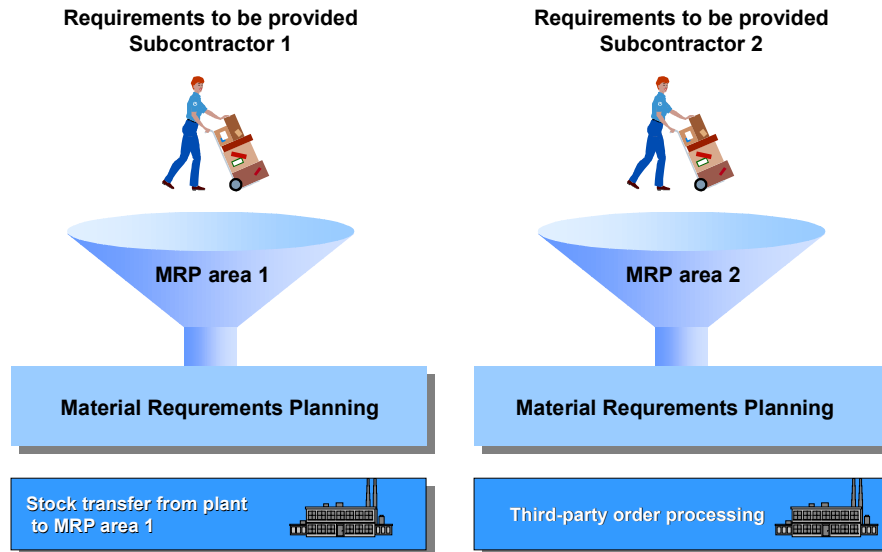 Requirements to be provided
Subcontractor 1
Requirements to be provided
Subcontractor 2
MRP area 1
MRP area 2
Material Requrements Planning
Material Requrements Planning
Stock transfer from plant
to MRP area 1
Third-party order processing